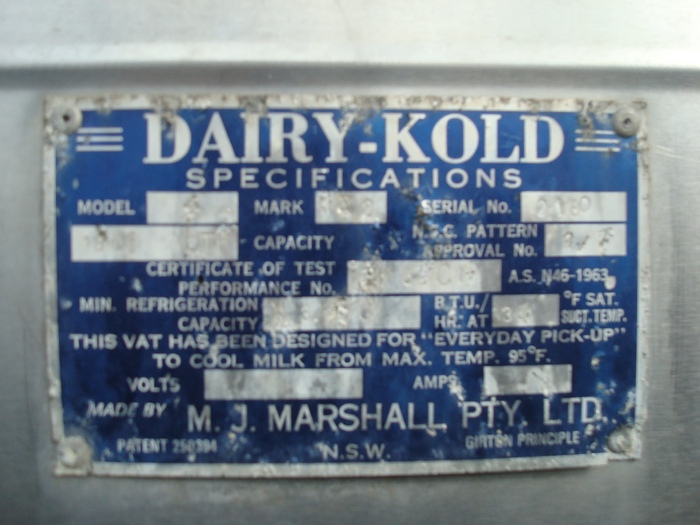 DAIRY-KOLD
SPECIFICATIONS
MODEL MARK SERIAL No.
CAPACITY N.S.C. PATTERN
APPROVAL No.
CERTIFICATE OF TEST
PERFORMANCE No. A.S. N46-1963
MIN. REFRIGERATION B.T.U./ °F SAT.
CAPACITY HR. AT SUCT. TEMP.
THIS VAT HAS BEEN DESIGNED FOR "EVERYDAY PICK-UP"
TO COOL MILK FROM MAX. TEMP. 95°F.
VOLTS AMPS
MADE BY M. J. MARSHALL PTY. LTD.
PATENT 250394 N.S.W. GIRTON PRINCIPLE